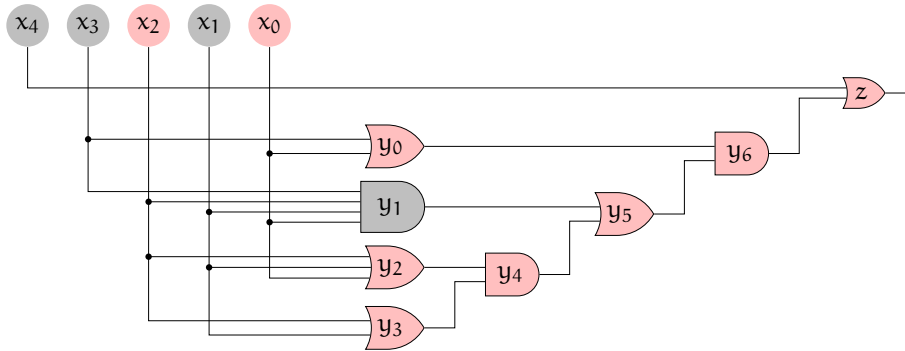 x₄ x₃ x₂ x₁ x₀
z
y₀
y₆
y₁
y₅
y₂
y₄
y₃